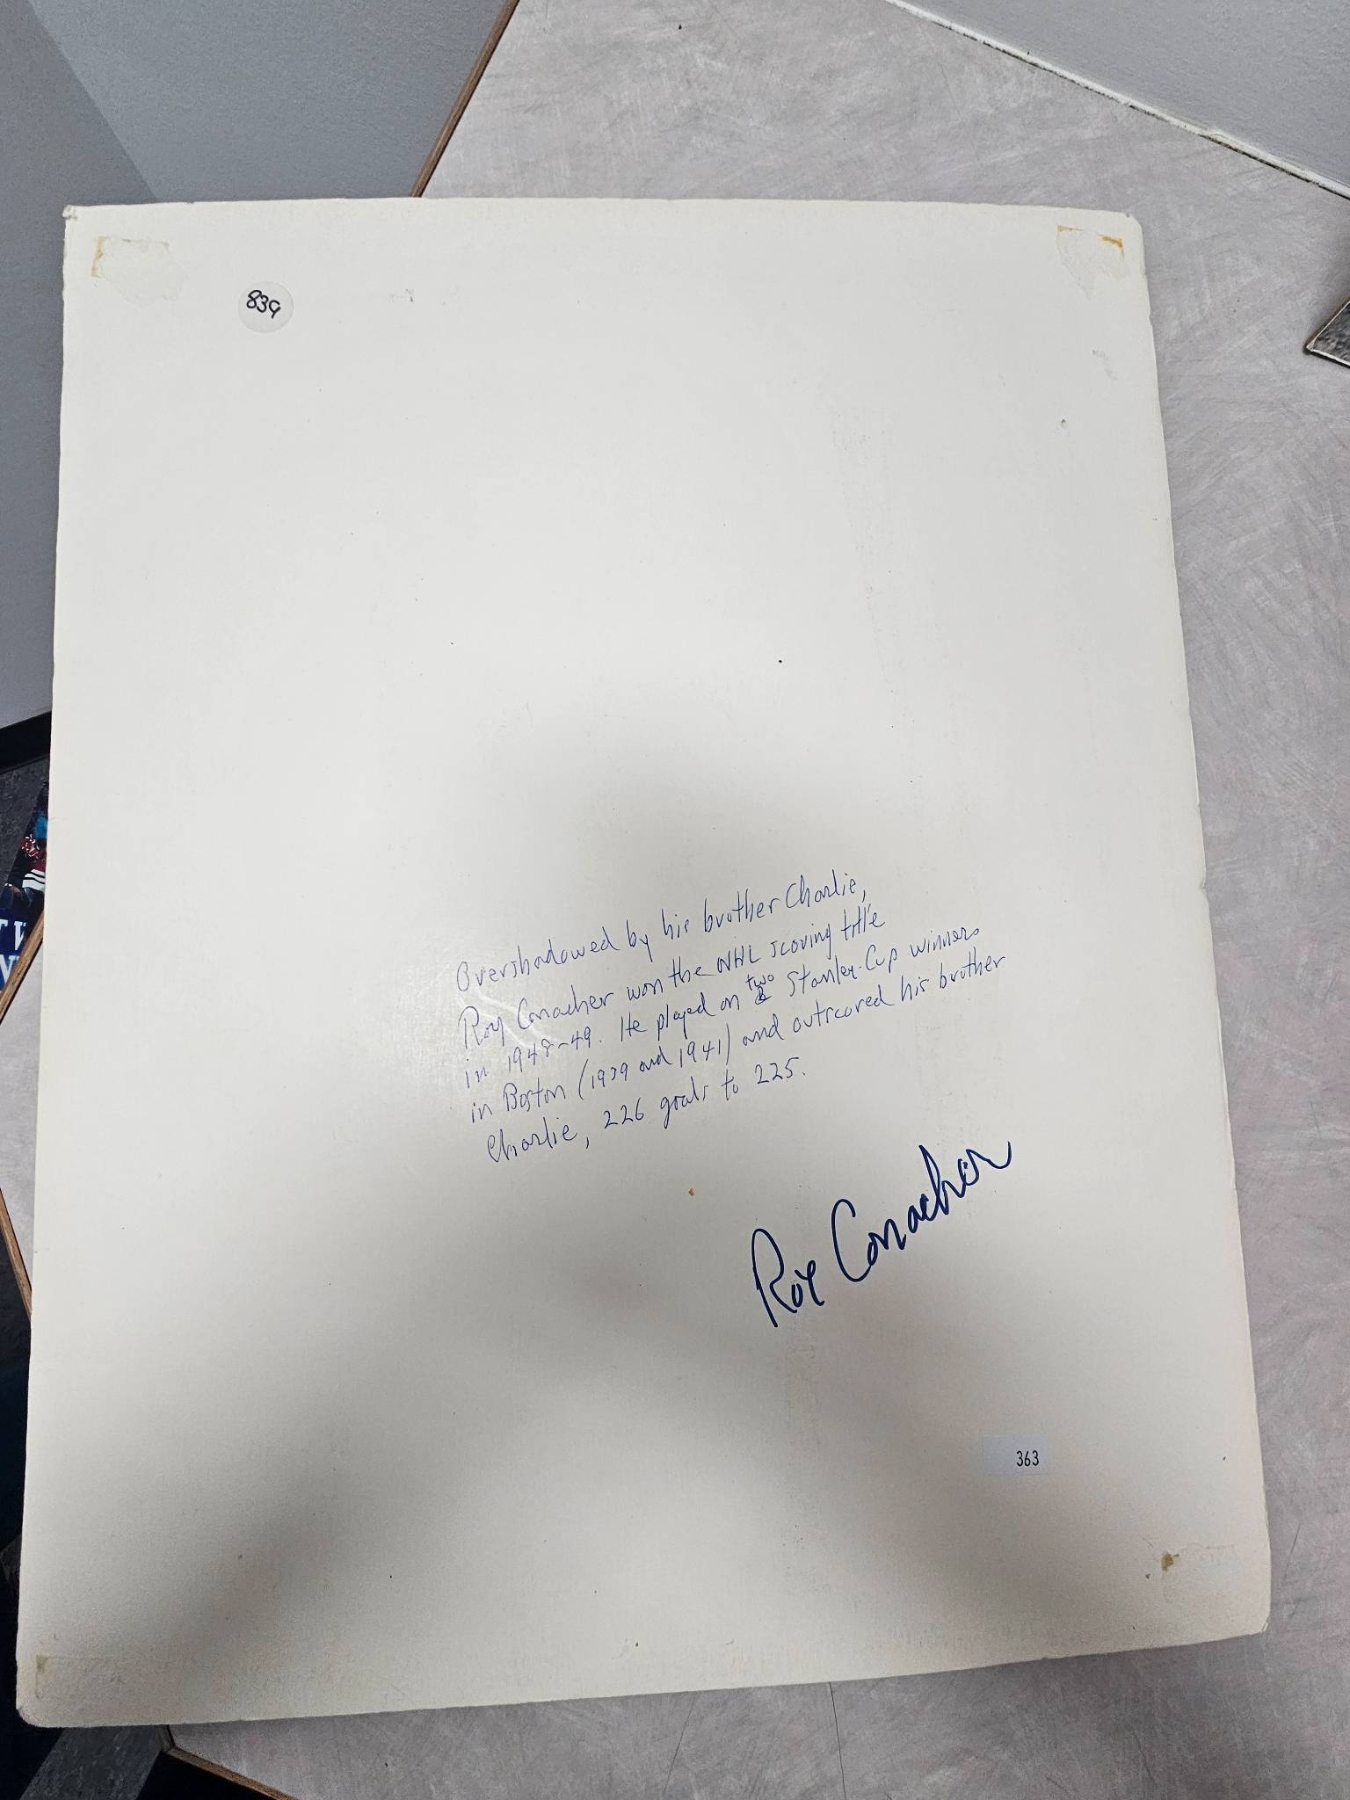 839
Overshadowed by his brother Charlie,
Roy Conacher won the NHL scoring title
in 1948-49. He played on two Stanley Cup winners
in Boston (1939 and 1941) and outscored his brother
Charlie, 226 goals to 225.
Roy Conacher
363